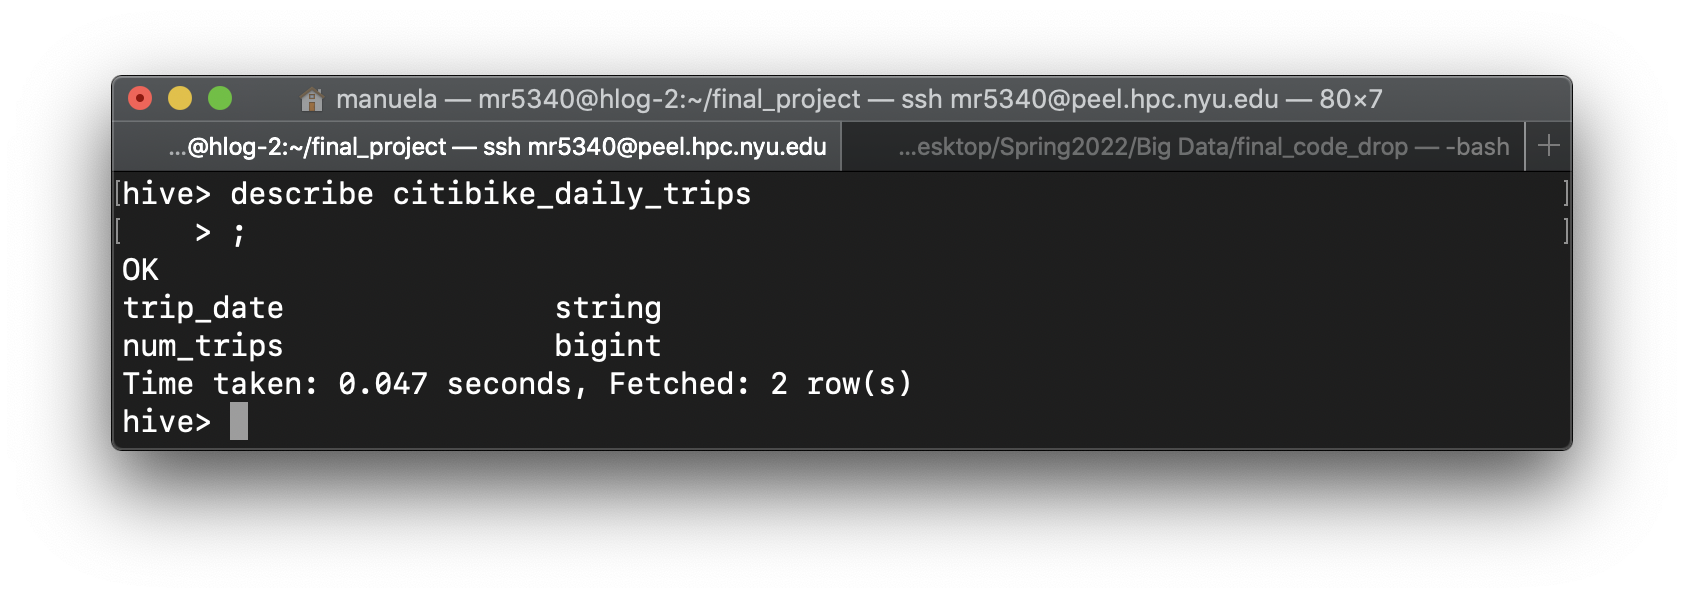 manuela — mr5340@hlog-2:~/final_project — ssh mr5340@peel.hpc.nyu.edu — 80×7
...@hlog-2:~/final_project — ssh mr5340@peel.hpc.nyu.edu ...esktop/Spring2022/Big Data/final_code_drop — -bash +
[hive> describe citibike_daily_trips ]
[    > ; ]
OK
trip_date               string
num_trips               bigint
Time taken: 0.047 seconds, Fetched: 2 row(s)
hive>